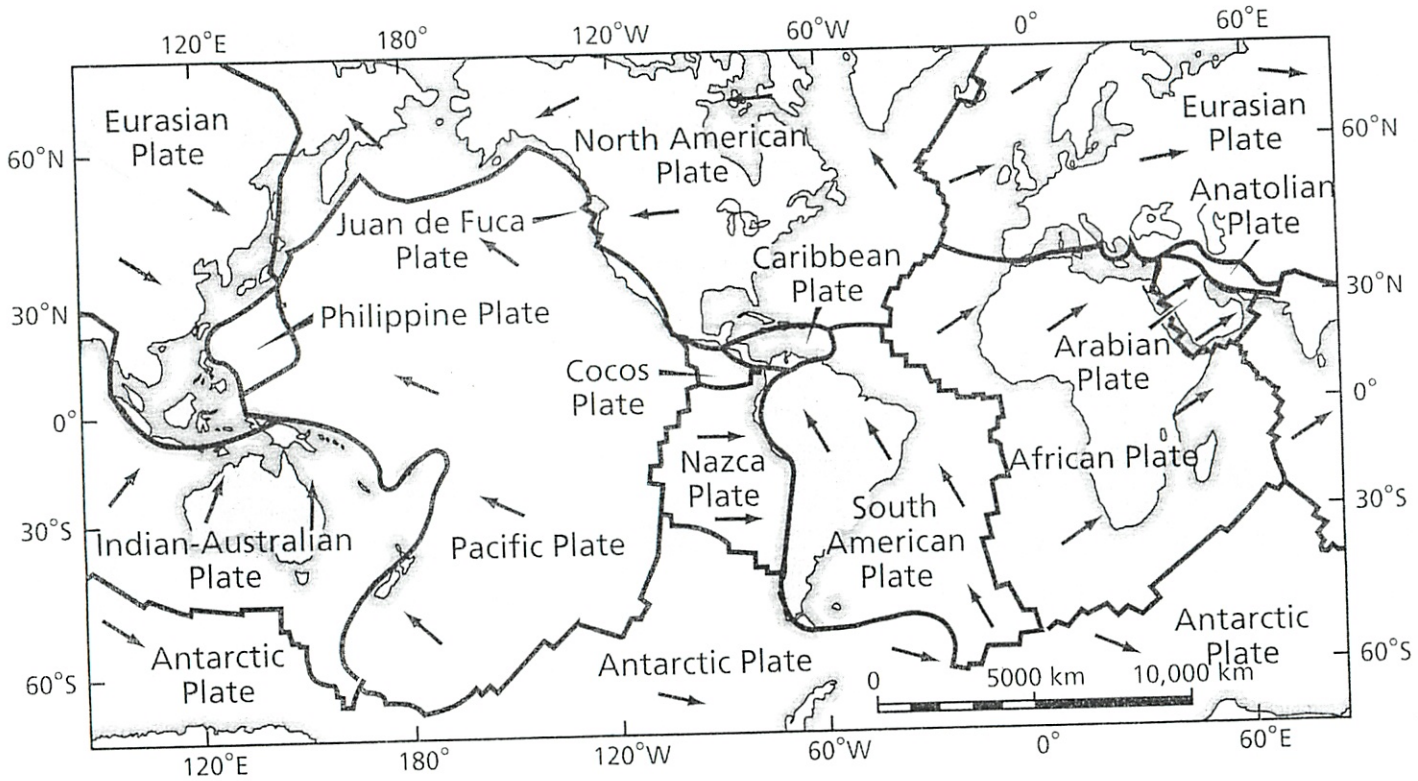 120°E
180°
120°W
60°W
0°
60°E
Eurasian
Plate
North American
Plate
Eurasian
Plate
60°N
60°N
Anatolian
Plate
Juan de Fuca
Plate
Caribbean
Plate
30°N
30°N
Philippine Plate
Arabian
Plate
Cocos
Plate
0°
0°
Nazca
Plate
African Plate
30°S
30°S
South
American
Plate
Indian-Australian
Plate
Pacific Plate
Antarctic
Plate
Antarctic Plate
Antarctic
Plate
60°S
60°S
0
5000 km
10,000 km
120°E
180°
120°W
60°W
0°
60°E